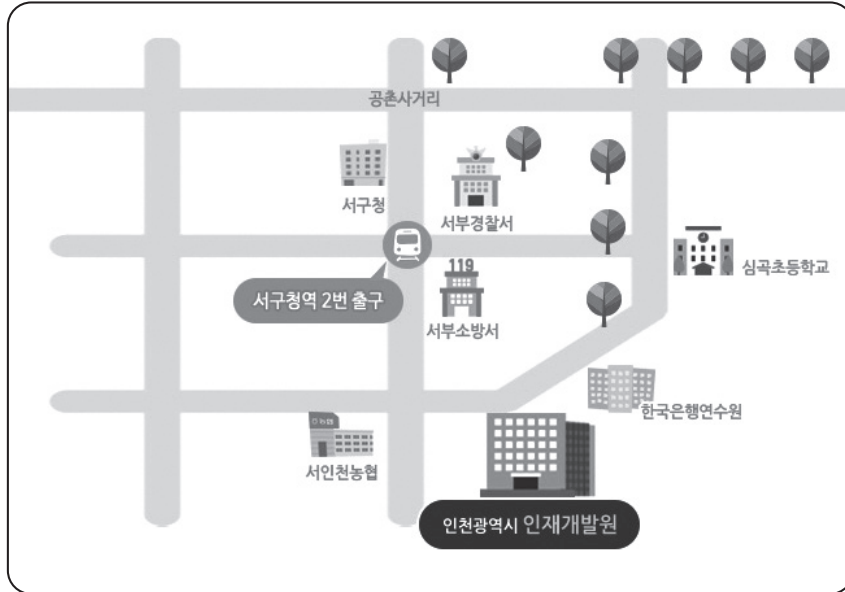 공촌사거리
서구청
서부경찰서
심곡초등학교
119
서구청역 2번 출구
서부소방서
한국은행연수원
농협
서인천농협
인천광역시 인재개발원